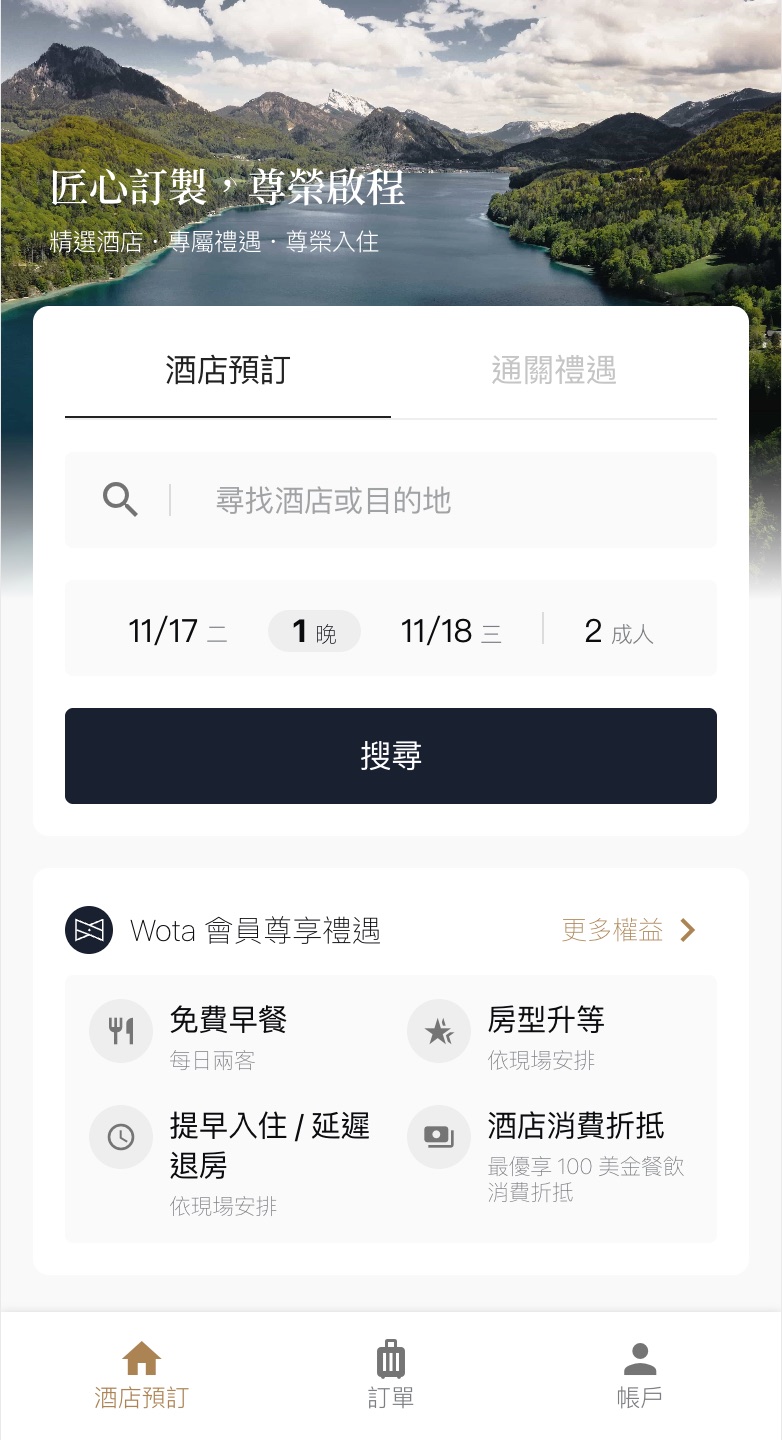 匠心訂製，尊榮啟程
精選酒店・專屬禮遇・尊榮入住
酒店預訂 通關禮遇
尋找酒店或目的地
11/17 二 1 晚 11/18 三 2 成人
搜尋
Wota 會員尊享禮遇 更多權益
免費早餐
每日兩客
房型升等
依現場安排
提早入住 / 延遲
退房
依現場安排
酒店消費折抵
最優享 100 美金餐飲
消費折抵
酒店預訂 訂單 帳戶